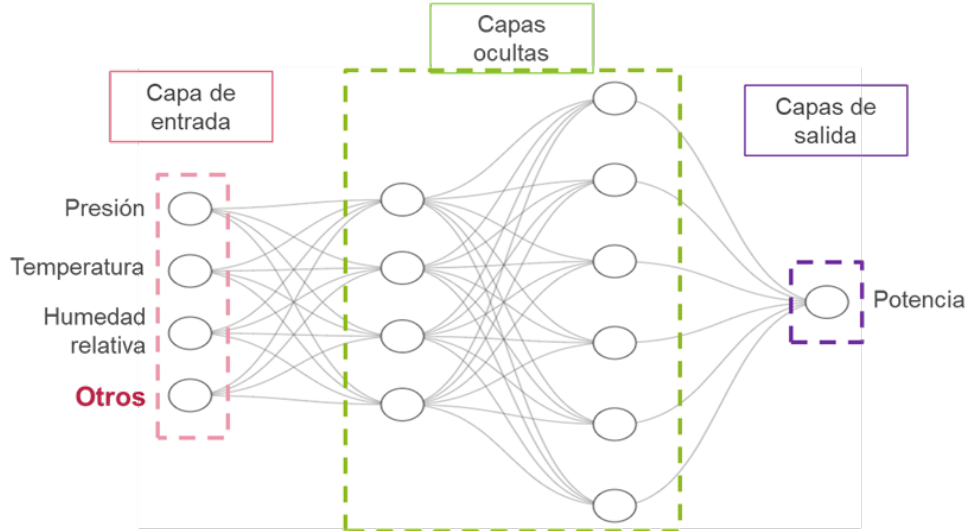 Capas
ocultas
Capa de
entrada
Capas de
salida
Presión
Temperatura
Humedad
relativa
Otros
Potencia